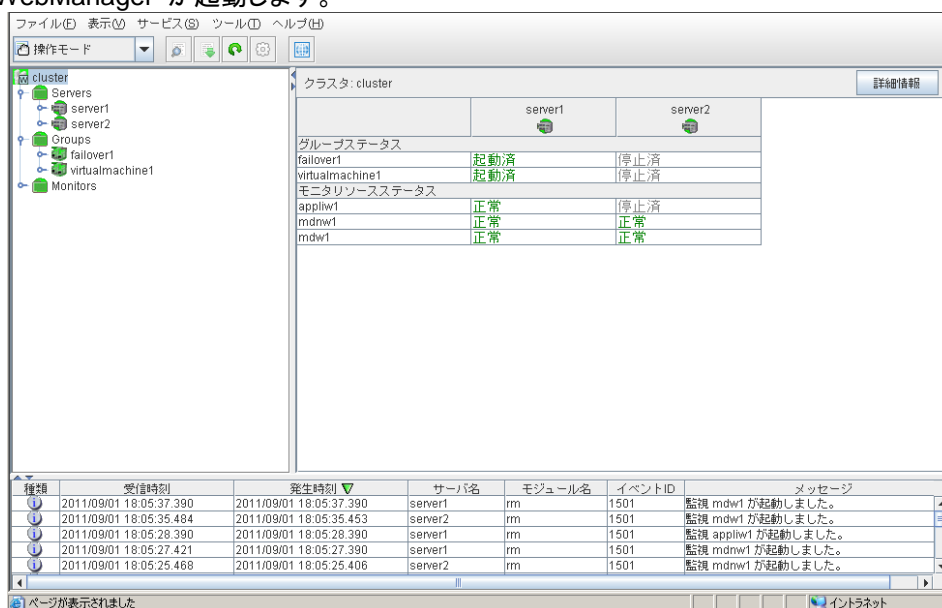 WebManager が起動します。
ファイル(F) 表示(V) サービス(S) ツール(T) ヘルプ(H)
操作モード
cluster
Servers
server1
server2
Groups
failover1
virtualmachine1
Monitors
クラスタ: cluster
詳細情報
server1 server2
グループステータス
failover1 起動済 停止済
virtualmachine1 起動済 停止済
モニタリソースステータス
appliw1 正常 停止済
mdnw1 正常 正常
mdw1 正常 正常
種類 受信時刻 発生時刻 サーバ名 モジュール名 イベントID メッセージ
2011/09/01 18:05:37.390 2011/09/01 18:05:37.390 server1 rm 1501 監視 mdw1 が起動しました。
2011/09/01 18:05:35.484 2011/09/01 18:05:35.453 server2 rm 1501 監視 mdw1 が起動しました。
2011/09/01 18:05:28.390 2011/09/01 18:05:28.390 server1 rm 1501 監視 appliw1 が起動しました。
2011/09/01 18:05:27.421 2011/09/01 18:05:27.390 server1 rm 1501 監視 mdnw1 が起動しました。
2011/09/01 18:05:25.468 2011/09/01 18:05:25.406 server2 rm 1501 監視 mdnw1 が起動しました。
ページが表示されました
イントラネット